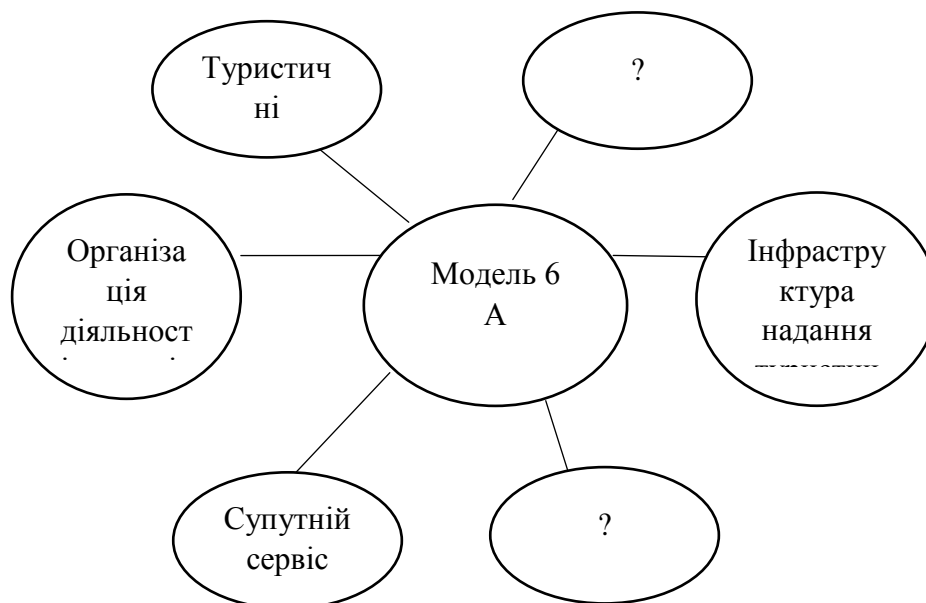 Туристич
ні
?
Організа
ція
діяльност
Модель 6
А
Інфрастру
ктура
надання
Супутній
сервіс
?